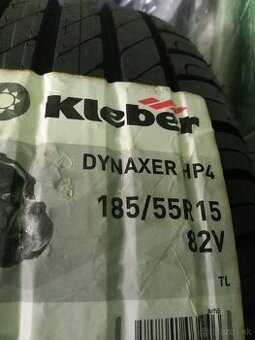 Kleber
DYNAXER HP4
185/55R15
82V
TL